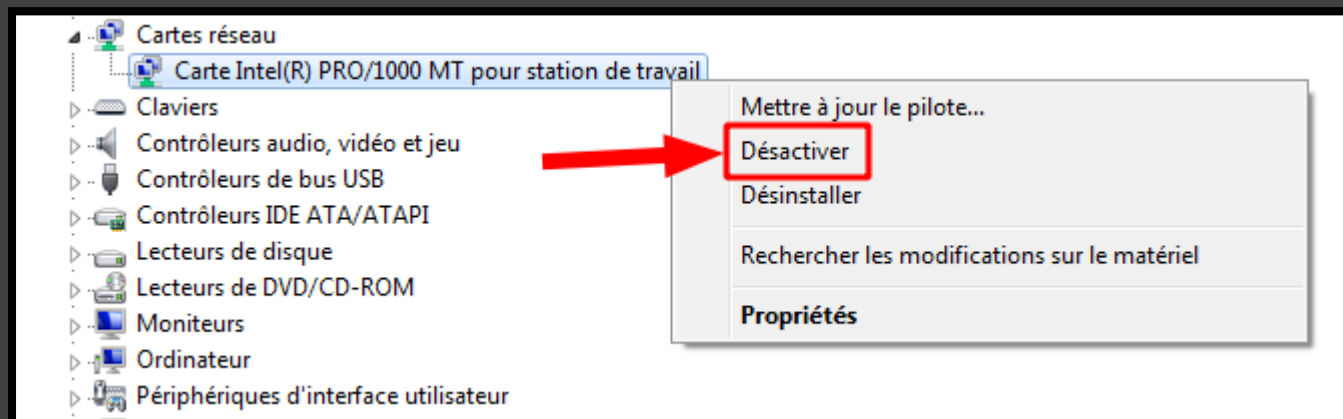 Cartes réseau
Carte Intel(R) PRO/1000 MT pour station de travail
Claviers
Contrôleurs audio, vidéo et jeu
Contrôleurs de bus USB
Contrôleurs IDE ATA/ATAPI
Lecteurs de disque
Lecteurs de DVD/CD-ROM
Moniteurs
Ordinateur
Périphériques d'interface utilisateur
Mettre à jour le pilote...
Désactiver
Désinstaller
Rechercher les modifications sur le matériel
Propriétés